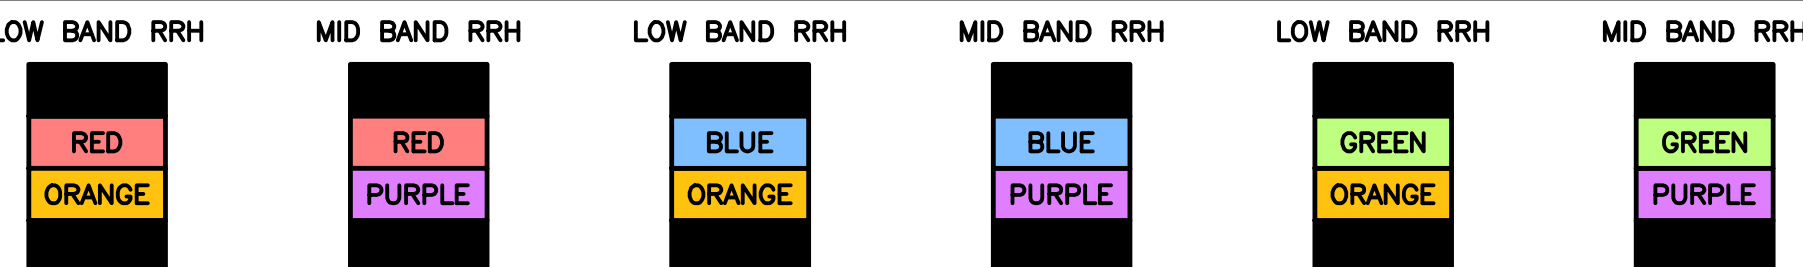 LOW BAND RRH MID BAND RRH LOW BAND RRH MID BAND RRH LOW BAND RRH MID BAND RRH
RED RED BLUE BLUE GREEN GREEN
ORANGE PURPLE ORANGE PURPLE ORANGE PURPLE